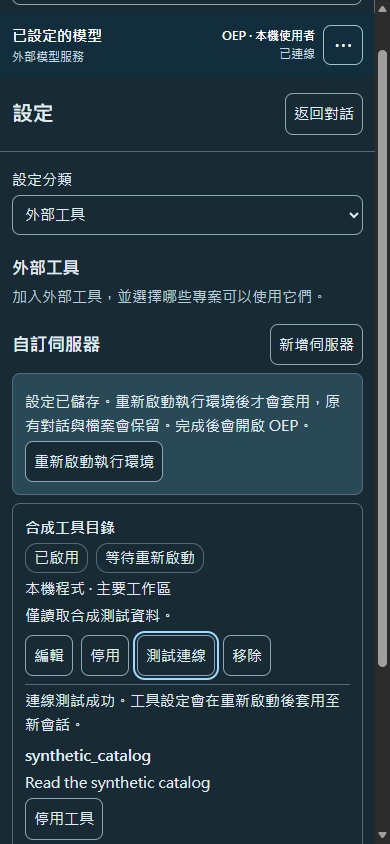 已設定的模型
外部模型服務
OEP · 本機使用者
已連線
...
設定
返回對話
設定分類
外部工具
外部工具
加入外部工具，並選擇哪些專案可以使用它們。
自訂伺服器
新增伺服器
設定已儲存。重新啟動執行環境後才會套用，原
有對話與檔案會保留。完成後會開啟 OEP。
重新啟動執行環境
合成工具目錄
已啟用
等待重新啟動
本機程式 · 主要工作區
僅讀取合成測試資料。
編輯
停用
測試連線
移除
連線測試成功。工具設定會在重新啟動後套用至
新會話。
synthetic_catalog
Read the synthetic catalog
停用工具